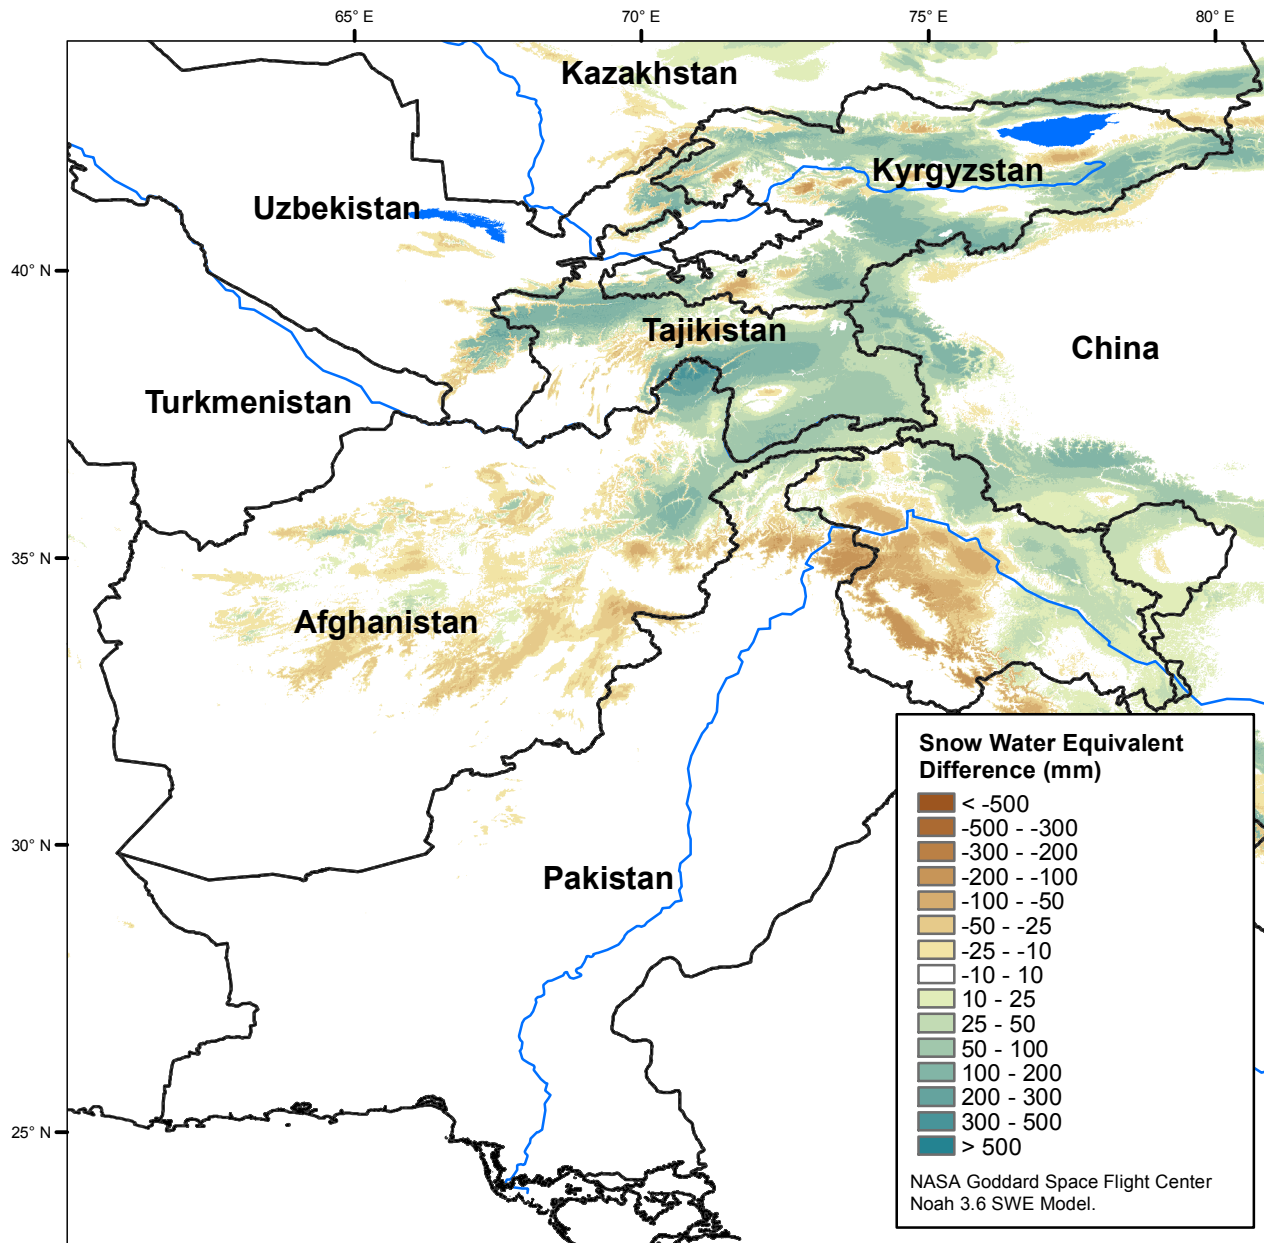 65° E
70° E
75° E
80° E
Kazakhstan
Kyrgyzstan
Uzbekistan
40° N
Tajikistan
China
Turkmenistan
35° N
Afghanistan
Snow Water Equivalent
Difference (mm)
< -500
-500 - -300
-300 - -200
-200 - -100
-100 - -50
-50 - -25
-25 - -10
-10 - 10
10 - 25
25 - 50
50 - 100
100 - 200
200 - 300
300 - 500
> 500
NASA Goddard Space Flight Center
Noah 3.6 SWE Model.
30° N
Pakistan
25° N